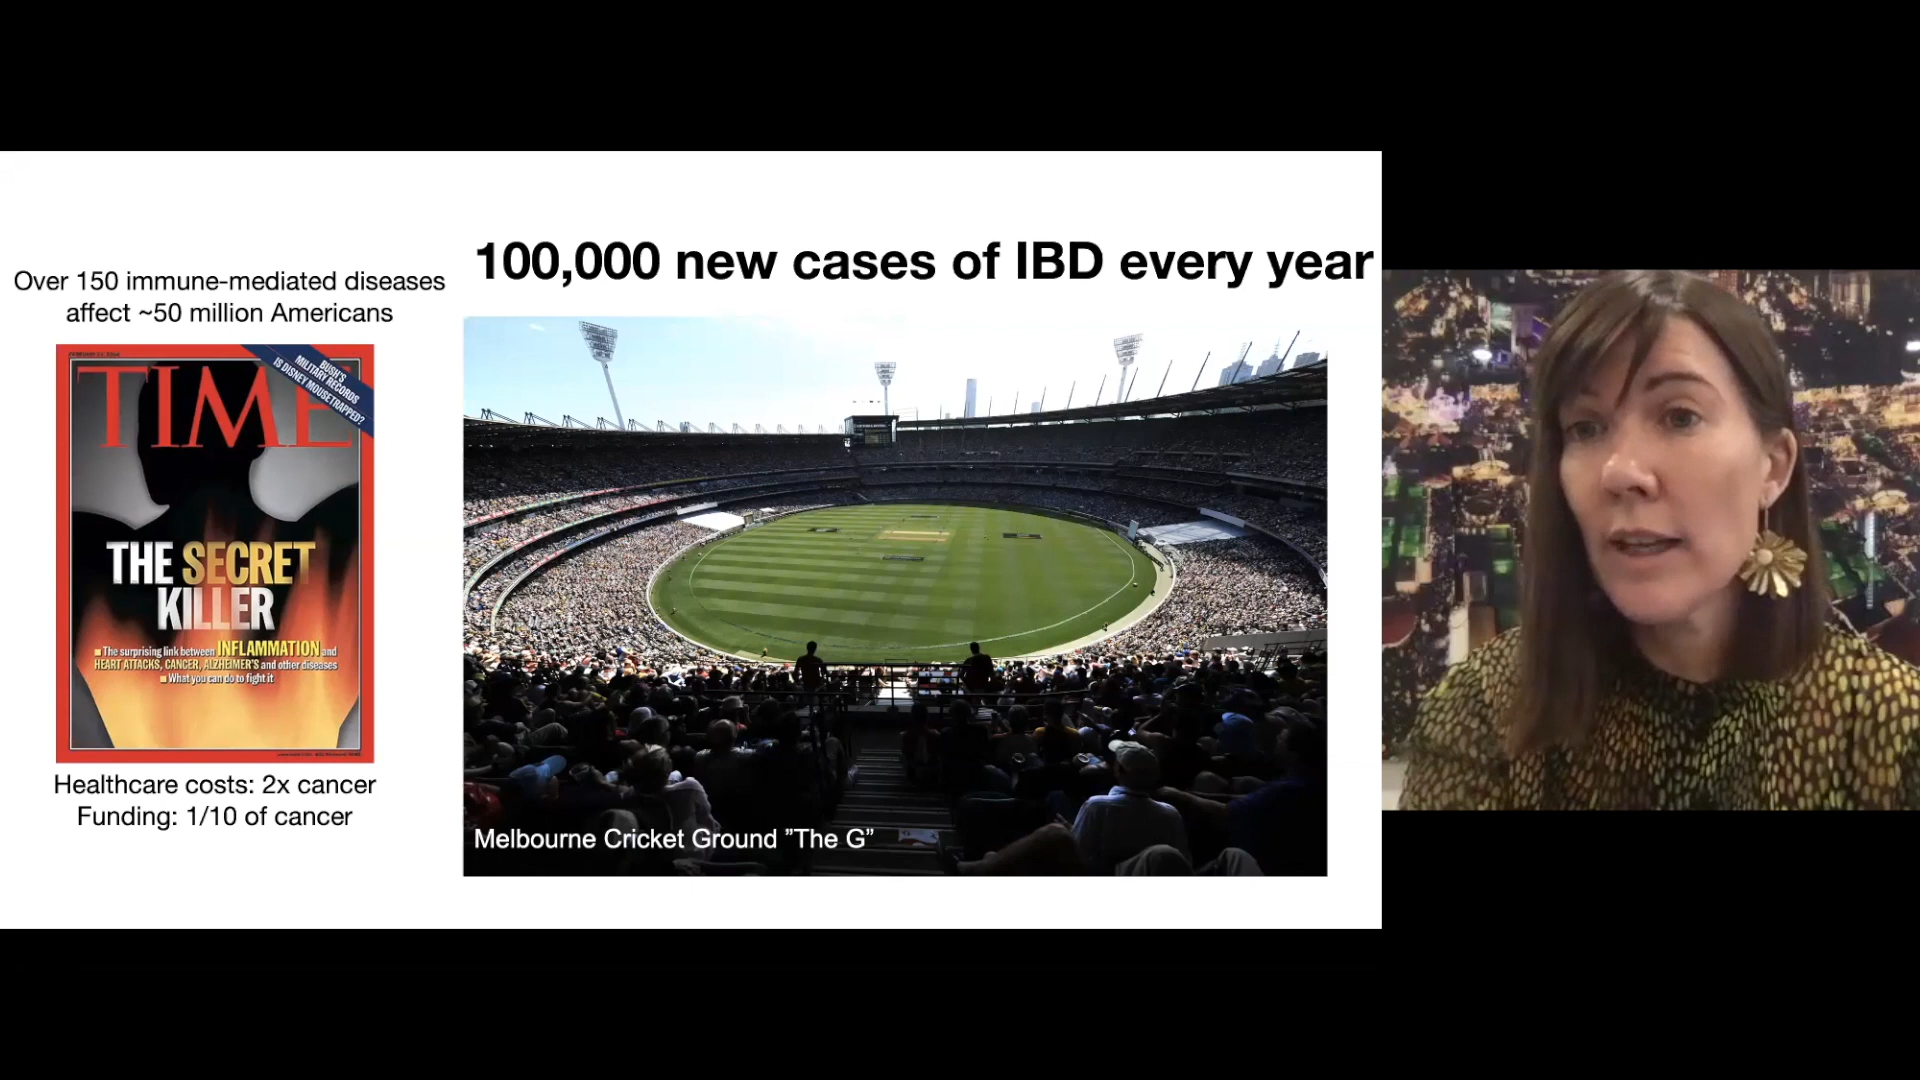 100,000 new cases of IBD every year
Over 150 immune-mediated diseases
affect ~50 million Americans
TIME
BUSH'S
MILITARY RECORDS
IS DISNEY MOUSETRAPPED?
THE SECRET
KILLER
The surprising link between INFLAMMATION and
HEART ATTACKS, CANCER, ALZHEIMER'S and other diseases
What you can do to fight it
Healthcare costs: 2x cancer
Funding: 1/10 of cancer
Melbourne Cricket Ground ”The G”